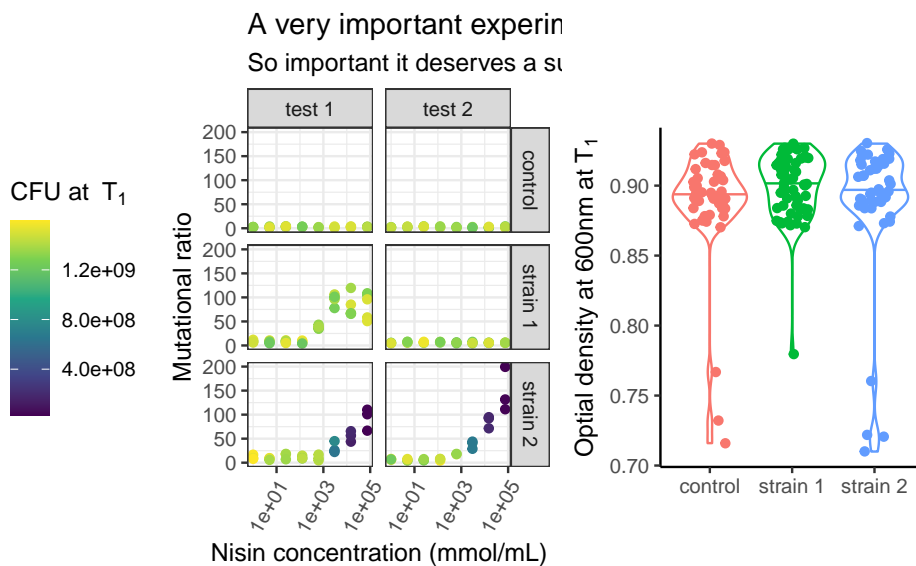 A very important experin
So important it deserves a su
test 1
test 2
CFU at T1
1.2e+09
8.0e+08
4.0e+08
Mutational ratio
200
150
100
50
0
control
200
150
100
50
0
strain 1
200
150
100
50
0
strain 2
1e+01
1e+03
1e+05
1e+01
1e+03
1e+05
Nisin concentration (mmol/mL)
Optial density at 600nm at T1
0.90
0.85
0.80
0.75
0.70
control
strain 1
strain 2